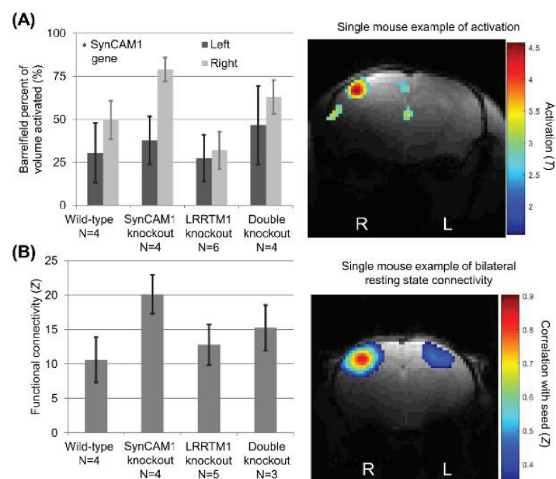 (A)
* SynCAM1
gene
Left
Right
Barrelfield percent of
volume activated (%)
100
75
50
25
0
Wild-type
N=4
SynCAM1
knockout
N=4
LRRTM1
knockout
N=6
Double
knockout
N=4
Single mouse example of activation
R
L
4.5
4
3.5
3
2.5
2
Activation (T)
(B)
Functional connectivity (Z)
25
20
15
10
5
0
Wild-type
N=4
SynCAM1
knockout
N=4
LRRTM1
knockout
N=5
Double
knockout
N=3
Single mouse example of bilateral
resting state connectivity
R
L
0.9
0.8
0.7
0.6
0.5
0.4
Correlation with seed (Z)